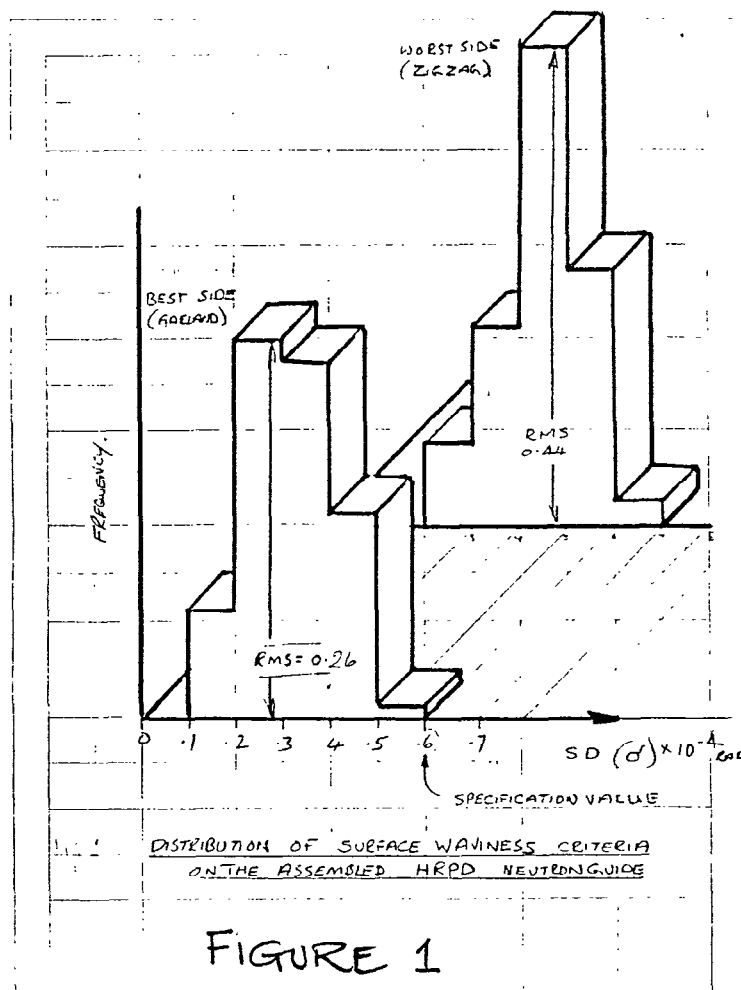 WORST SIDE
(ZIGZAG)
BEST SIDE
(GARLAND)
FREQUENCY.
RMS
0.44
RMS = 0.26
0 .1 .2 .3 .4 .5 .6 .7
SD (σ) × 10⁻⁴ RAD
SPECIFICATION VALUE
DISTRIBUTION OF SURFACE WAVINESS CRITERIA
ON THE ASSEMBLED HRPD NEUTRON GUIDE
FIGURE 1